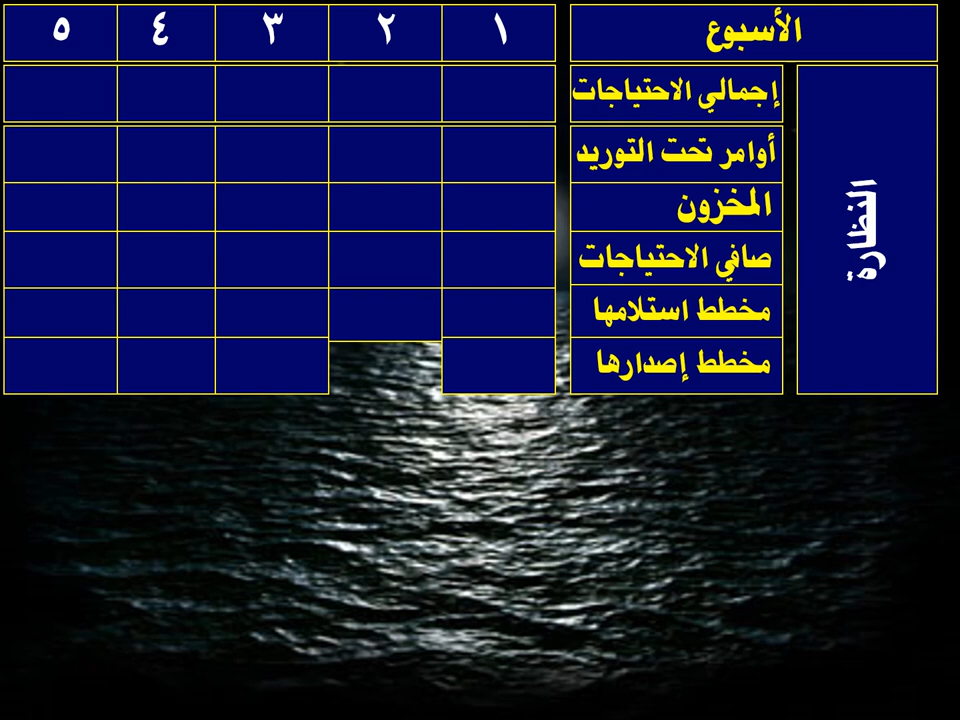 الأسبوع ١ ٢ ٣ ٤ ٥
النظارة
إجمالي الاحتياجات
أوامر تحت التوريد
المخزون
صافي الاحتياجات
مخطط استلامها
مخطط إصدارها